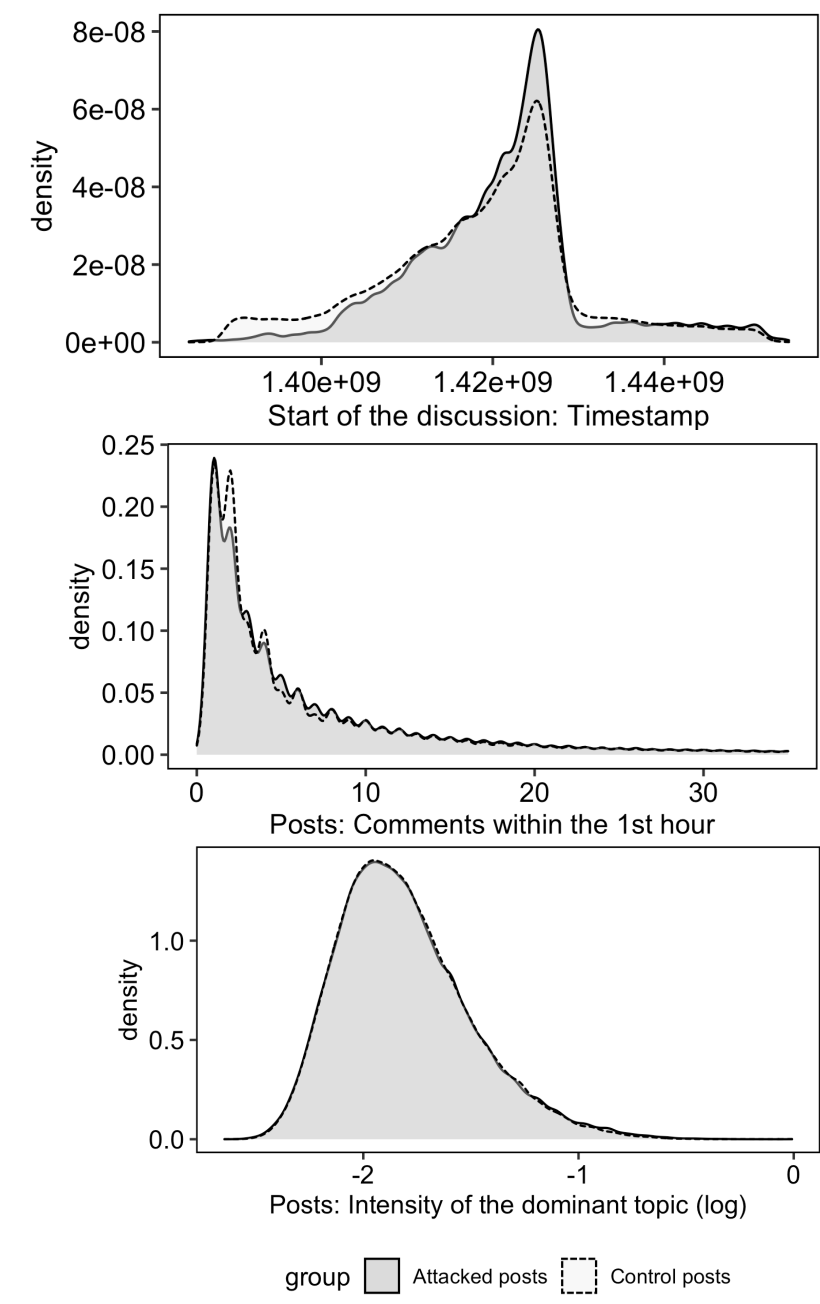 8e-08
6e-08
4e-08
2e-08
0e+00
density
1.40e+09 1.42e+09 1.44e+09
Start of the discussion: Timestamp
0.25
0.20
0.15
0.10
0.05
0.00
density
0 10 20 30
Posts: Comments within the 1st hour
1.0
0.5
0.0
density
-2 -1 0
Posts: Intensity of the dominant topic (log)
group Attacked posts Control posts